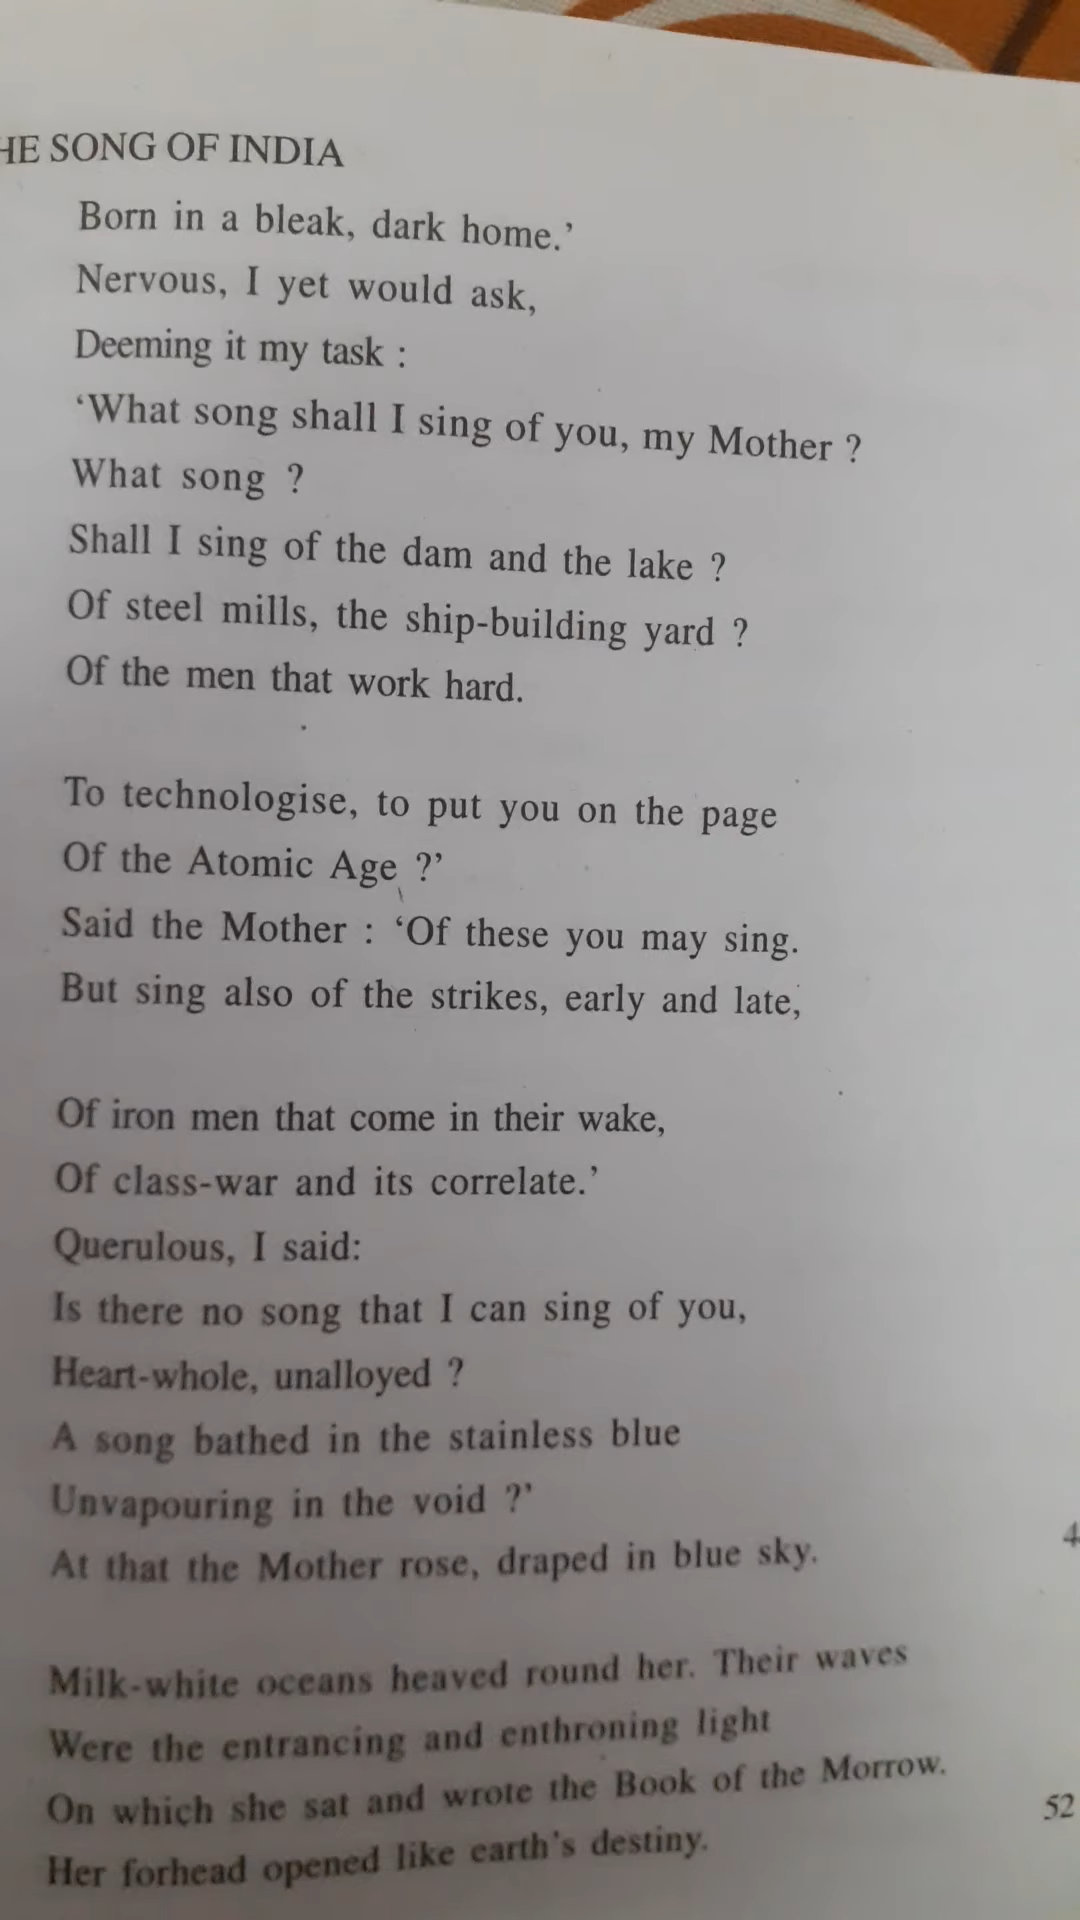 HE SONG OF INDIA
Born in a bleak, dark home.’
Nervous, I yet would ask,
Deeming it my task :
‘What song shall I sing of you, my Mother ?
What song ?
Shall I sing of the dam and the lake ?
Of steel mills, the ship-building yard ?
Of the men that work hard.
To technologise, to put you on the page
Of the Atomic Age ?’
Said the Mother : ‘Of these you may sing.
But sing also of the strikes, early and late,
Of iron men that come in their wake,
Of class-war and its correlate.’
Querulous, I said:
Is there no song that I can sing of you,
Heart-whole, unalloyed ?
A song bathed in the stainless blue
Unvapouring in the void ?’
At that the Mother rose, draped in blue sky.
Milk-white oceans heaved round her. Their waves
Were the entrancing and enthroning light
On which she sat and wrote the Book of the Morrow.
Her forhead opened like earth’s destiny.
52